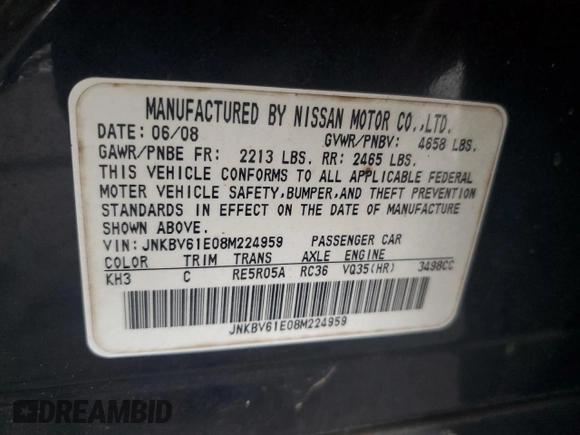 MANUFACTURED BY NISSAN MOTOR CO.,LTD.
DATE: 06/08 GVWR/PNBV: 4658 LBS.
GAWR/PNBE FR: 2213 LBS. RR: 2465 LBS.
THIS VEHICLE CONFORMS TO ALL APPLICABLE FEDERAL
MOTER VEHICLE SAFETY,BUMPER,AND THEFT PREVENTION
STANDARDS IN EFFECT ON THE DATE OF MANUFACTURE
SHOWN ABOVE.
VIN: JNKBV61E08M224959 PASSENGER CAR
COLOR TRIM TRANS AXLE ENGINE
KH3 C RE5R05A RC36 VQ35(HR) 3498CC
JNKBV61E08M224959
DREAMBID